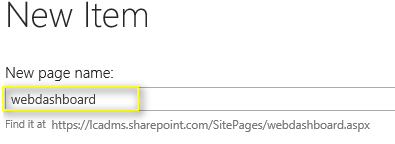 New Item
New page name:
webdashboard
Find it at https://lcadms.sharepoint.com/SitePages/webdashboard.aspx